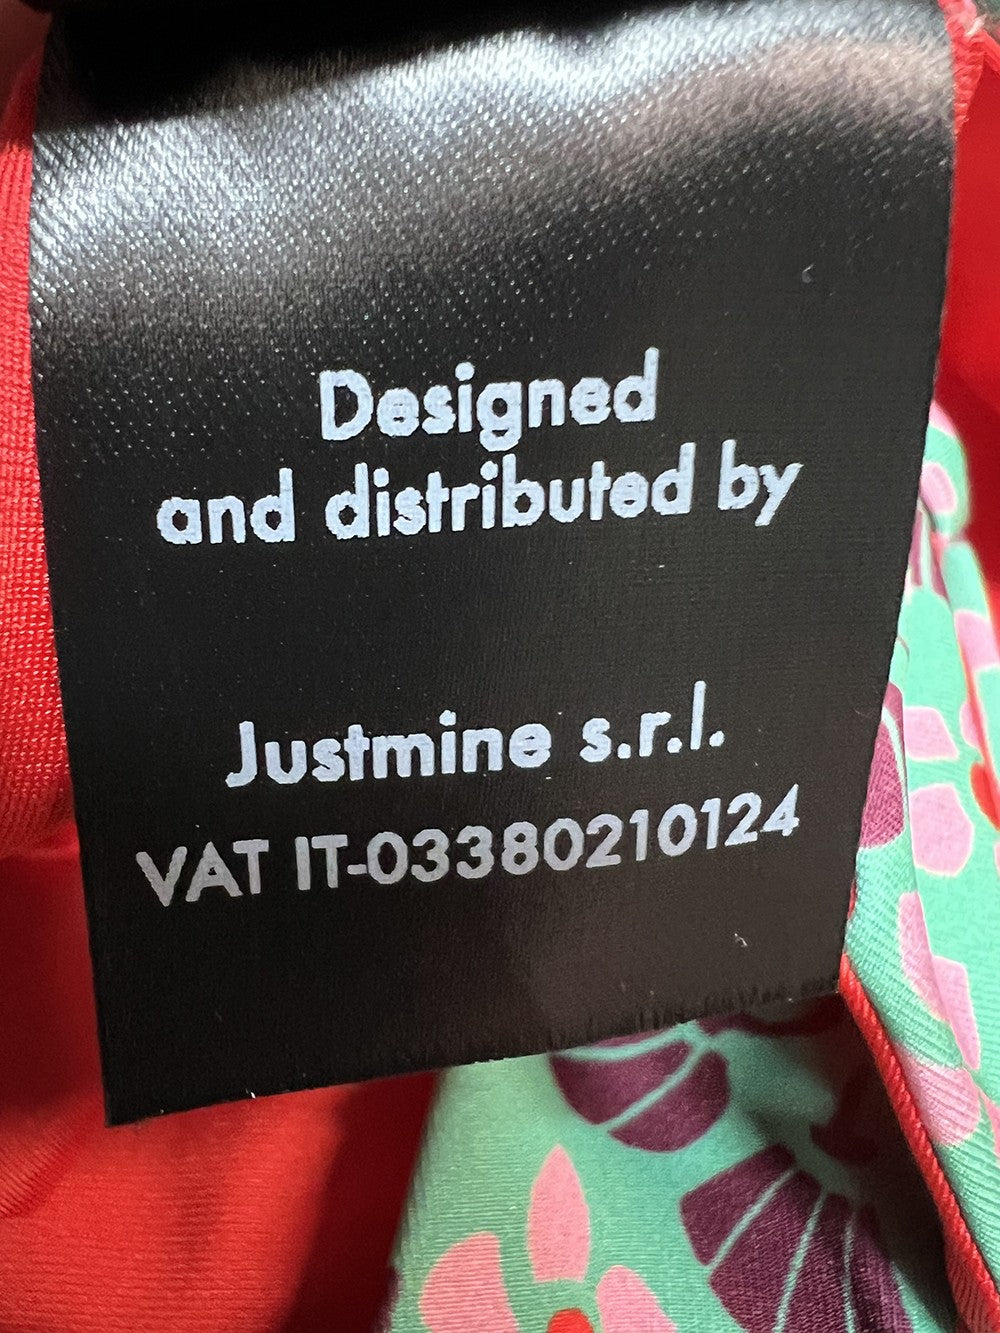 Designed
and distributed by
Justmine s.r.l.
VAT IT-03380210124